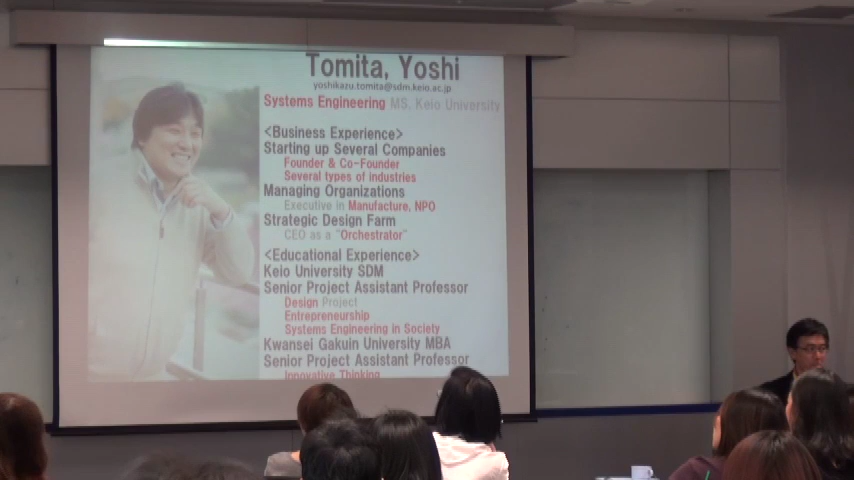 Tomita, Yoshi
yoshikazu.tomita@sdm.keio.ac.jp
Systems Engineering MS, Keio University
<Business Experience>
Starting up Several Companies
Founder & Co-Founder
Several types of industries
Managing Organizations
Executive in Manufacture, NPO
Strategic Design Farm
CEO as a "Orchestrator"
<Educational Experience>
Keio University SDM
Senior Project Assistant Professor
Design Project
Entrepreneurship
Systems Engineering in Society
Kwansei Gakuin University MBA
Senior Project Assistant Professor
Innovative Thinking